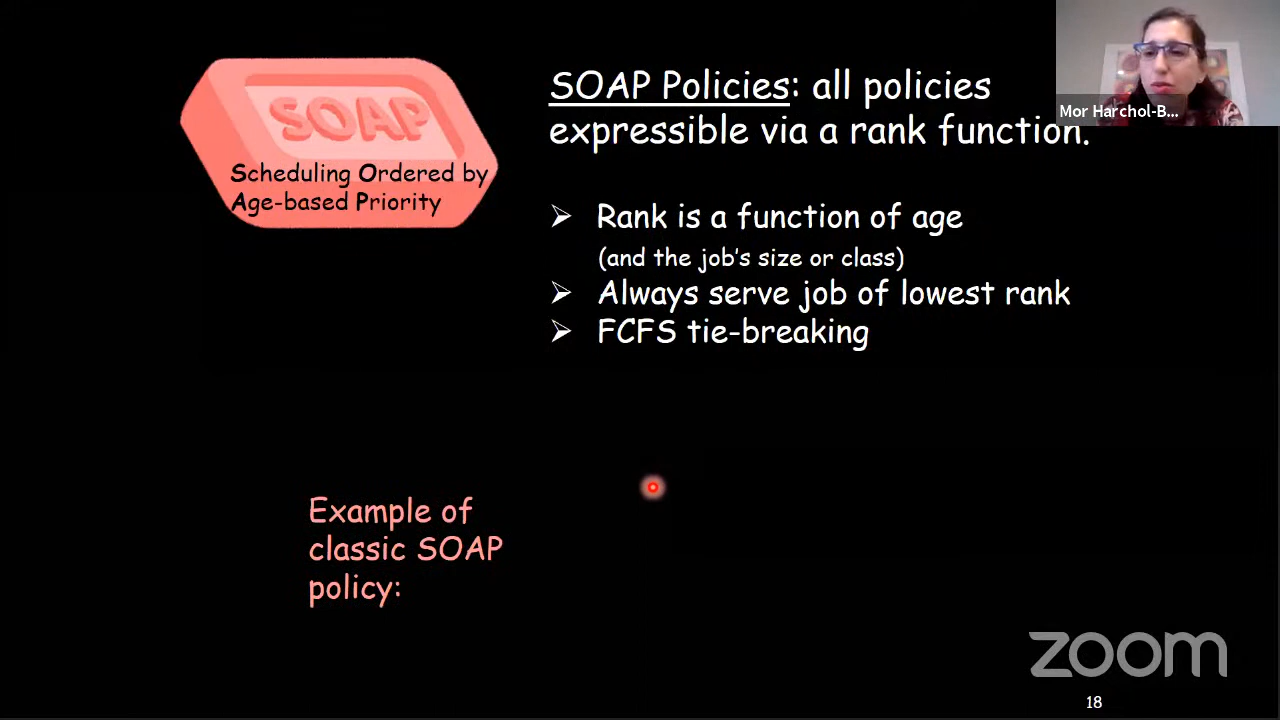 SOAP
Scheduling Ordered by
Age-based Priority
SOAP Policies: all policies
expressible via a rank function.
➢ Rank is a function of age
(and the job's size or class)
➢ Always serve job of lowest rank
➢ FCFS tie-breaking
Example of
classic SOAP
policy:
Mor Harchol-B...
zoom
18